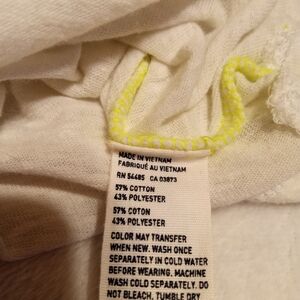 MADE IN VIETNAM
FABRIQUÉ AU VIETNAM
RN 54485 CA 03873
57% COTTON
43% POLYESTER
57% COTON
43% POLYESTER
COLOR MAY TRANSFER
WHEN NEW. WASH ONCE
SEPARATELY IN COLD WATER
BEFORE WEARING. MACHINE
WASH COLD SEPARATELY. DO
NOT BLEACH. TUMBLE DRY